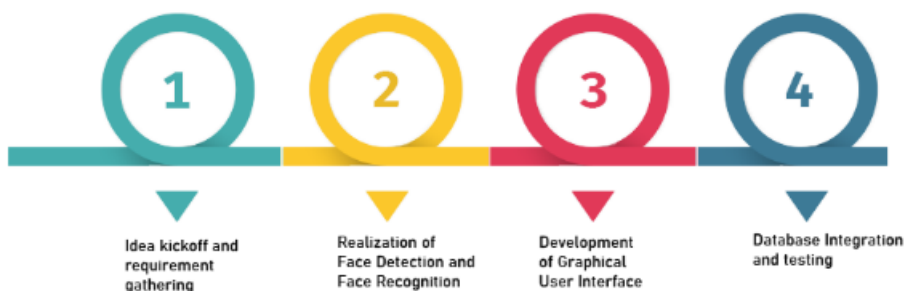 1
2
3
4
Idea kickoff and
requirement
gathering
Realization of
Face Detection and
Face Recognition
Development
of Graphical
User Interface
Database Integration
and testing